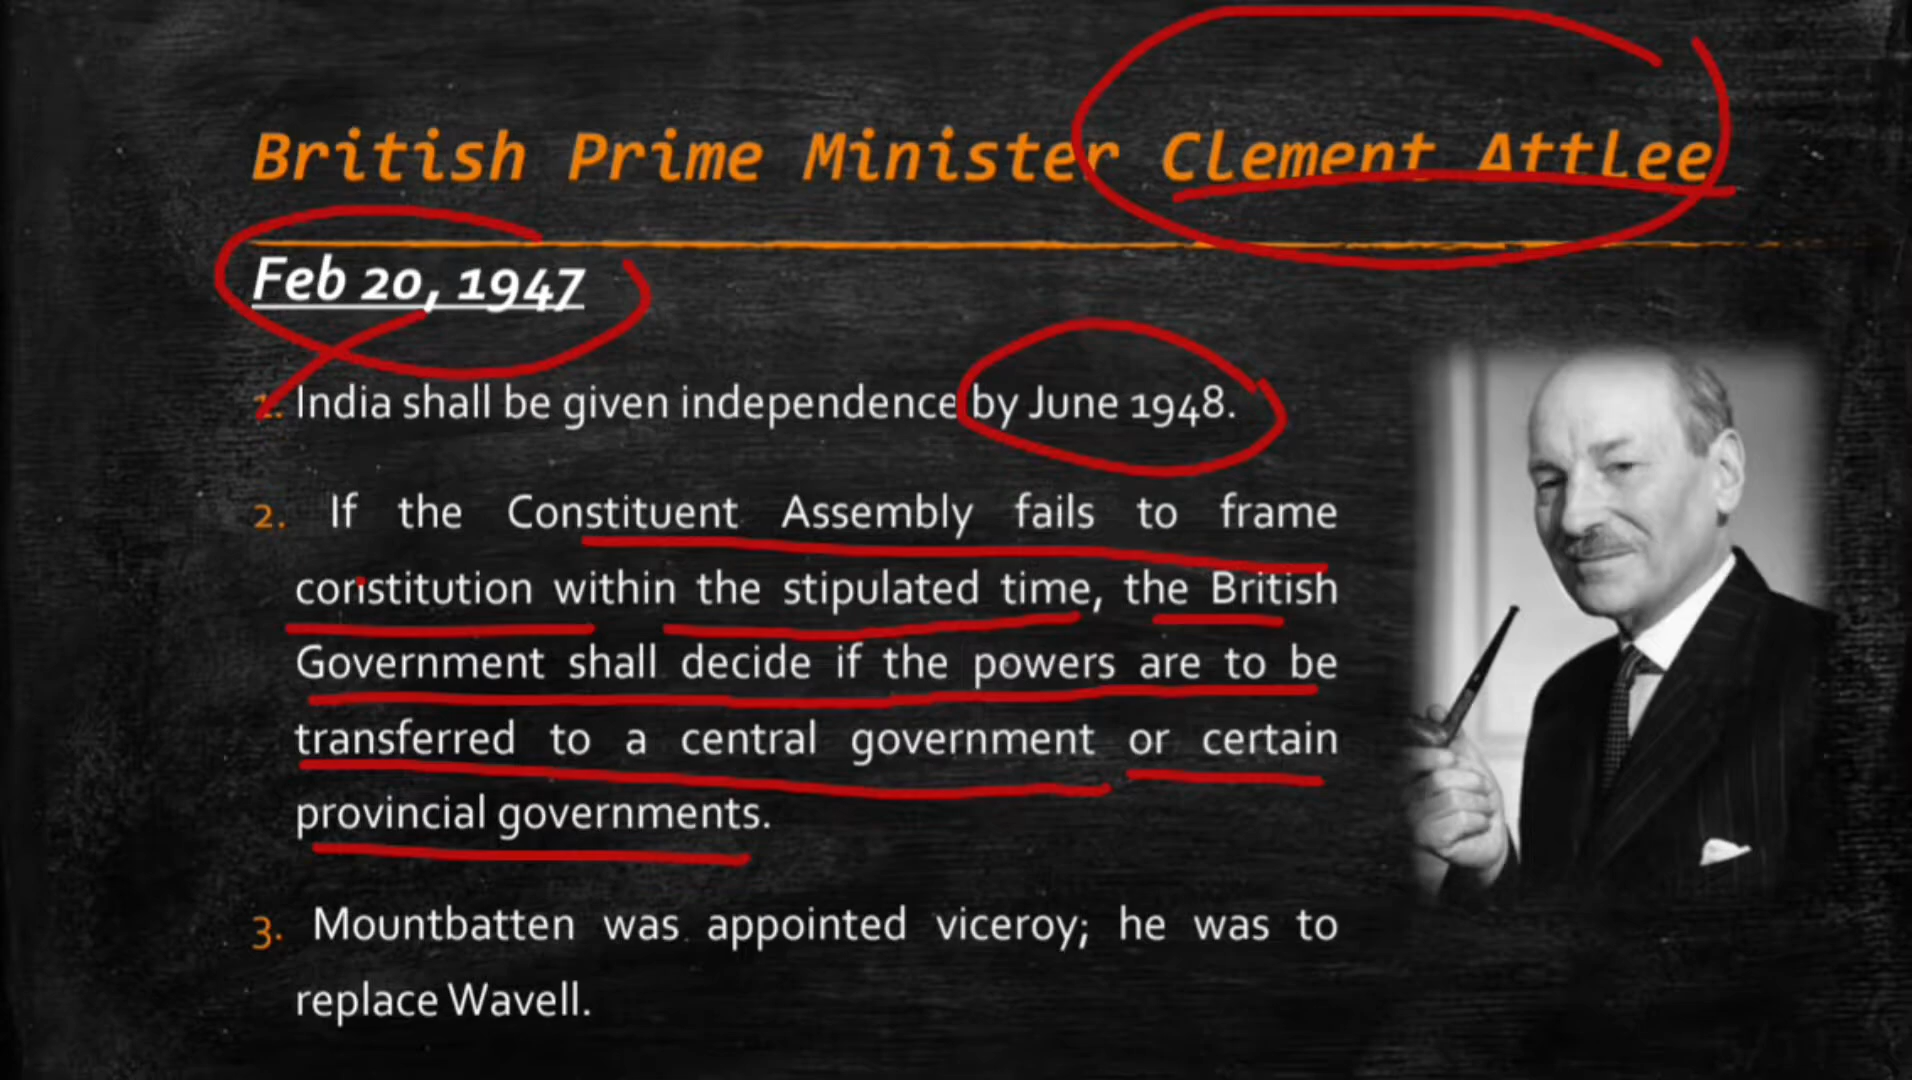 British Prime Minister Clement Attlee
Feb 20, 1947
1. India shall be given independence by June 1948.
2. If the Constituent Assembly fails to frame
constitution within the stipulated time, the British
Government shall decide if the powers are to be
transferred to a central government or certain
provincial governments.
3. Mountbatten was appointed viceroy; he was to
replace Wavell.